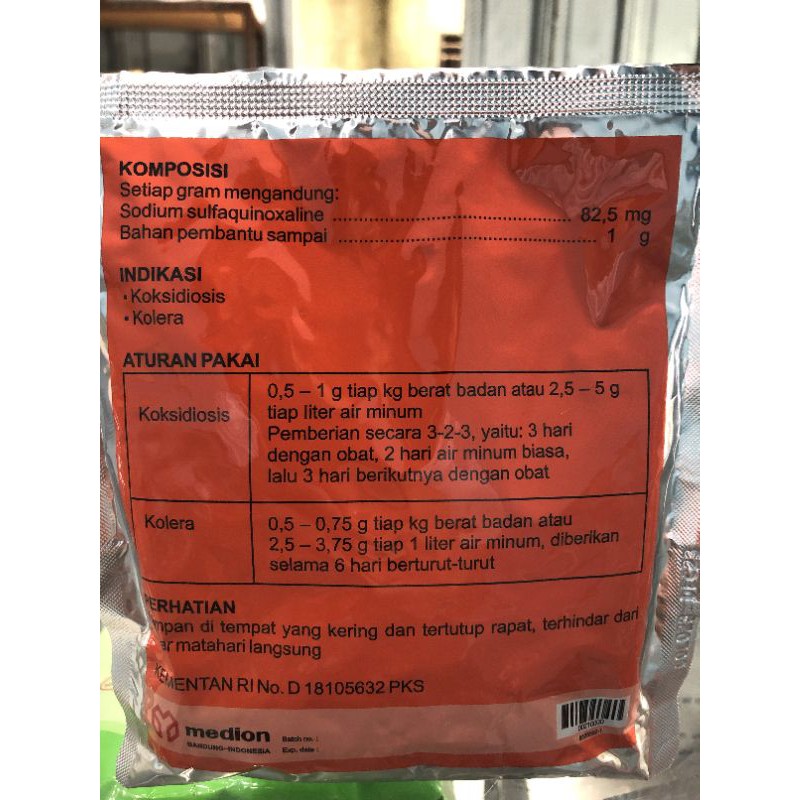 KOMPOSISI
Setiap gram mengandung:
Sodium sulfaquinoxaline ........................................ 82,5 mg
Bahan pembantu sampai ........................................ 1 g
INDIKASI
• Koksidiosis
• Kolera
ATURAN PAKAI
Koksidiosis
0,5 – 1 g tiap kg berat badan atau 2,5 – 5 g
tiap liter air minum
Pemberian secara 3-2-3, yaitu: 3 hari
dengan obat, 2 hari air minum biasa,
lalu 3 hari berikutnya dengan obat
Kolera
0,5 – 0,75 g tiap kg berat badan atau
2,5 – 3,75 g tiap 1 liter air minum, diberikan
selama 6 hari berturut-turut
PERHATIAN
mpan di tempat yang kering dan tertutup rapat, terhindar dari
ar matahari langsung
KEMENTAN RI No. D 18105632 PKS
medion
BANDUNG-INDONESIA
Batch no. :
Exp. date :